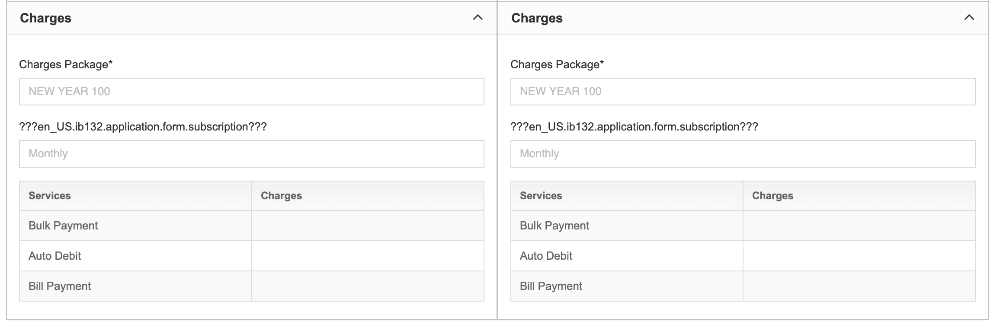 Charges
Charges Package*
NEW YEAR 100
???en_US.ib132.application.form.subscription???
Monthly
Services Charges
Bulk Payment
Auto Debit
Bill Payment
Charges
Charges Package*
NEW YEAR 100
???en_US.ib132.application.form.subscription???
Monthly
Services Charges
Bulk Payment
Auto Debit
Bill Payment